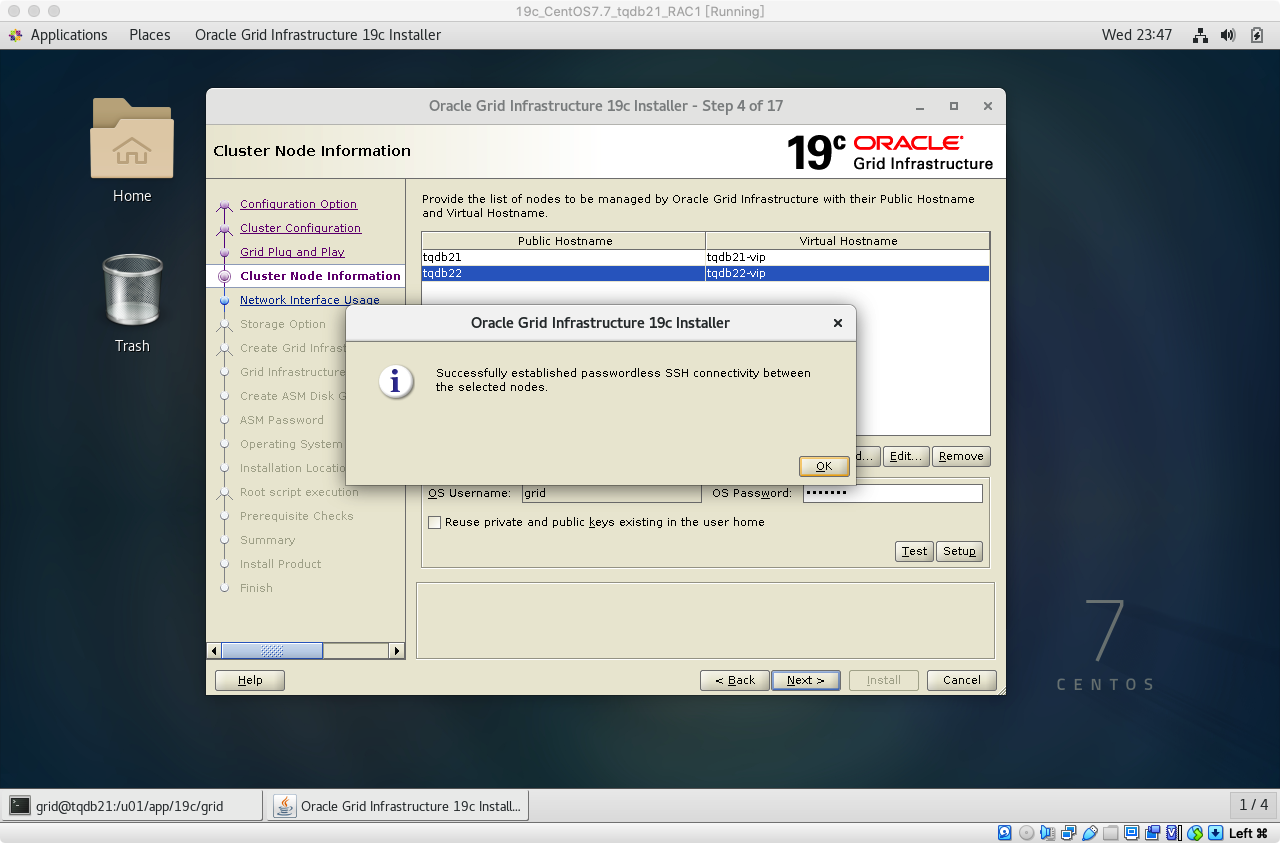 19c_CentOS7.7_tqdb21_RAC1 [Running]
Applications Places Oracle Grid Infrastructure 19c Installer Wed 23:47
Home
Trash
Oracle Grid Infrastructure 19c Installer - Step 4 of 17
Cluster Node Information
19c ORACLE
Grid Infrastructure
Configuration Option
Cluster Configuration
Grid Plug and Play
Cluster Node Information
Network Interface Usage
Storage Option
Create Grid Infrast
Grid Infrastructure
Create ASM Disk G
ASM Password
Operating System
Installation Locatio
Root script execution
Prerequisite Checks
Summary
Install Product
Finish
Provide the list of nodes to be managed by Oracle Grid Infrastructure with their Public Hostname
and Virtual Hostname.
Public Hostname Virtual Hostname
tqdb21 tqdb21-vip
tqdb22 tqdb22-vip
Oracle Grid Infrastructure 19c Installer
Successfully established passwordless SSH connectivity between
the selected nodes.
OK
d... Edit... Remove
OS Username: grid OS Password: •••••••
Reuse private and public keys existing in the user home
Test Setup
Help < Back Next > Install Cancel
7
CENTOS
grid@tqdb21:/u01/app/19c/grid Oracle Grid Infrastructure 19c Install... 1 / 4
Left ⌘